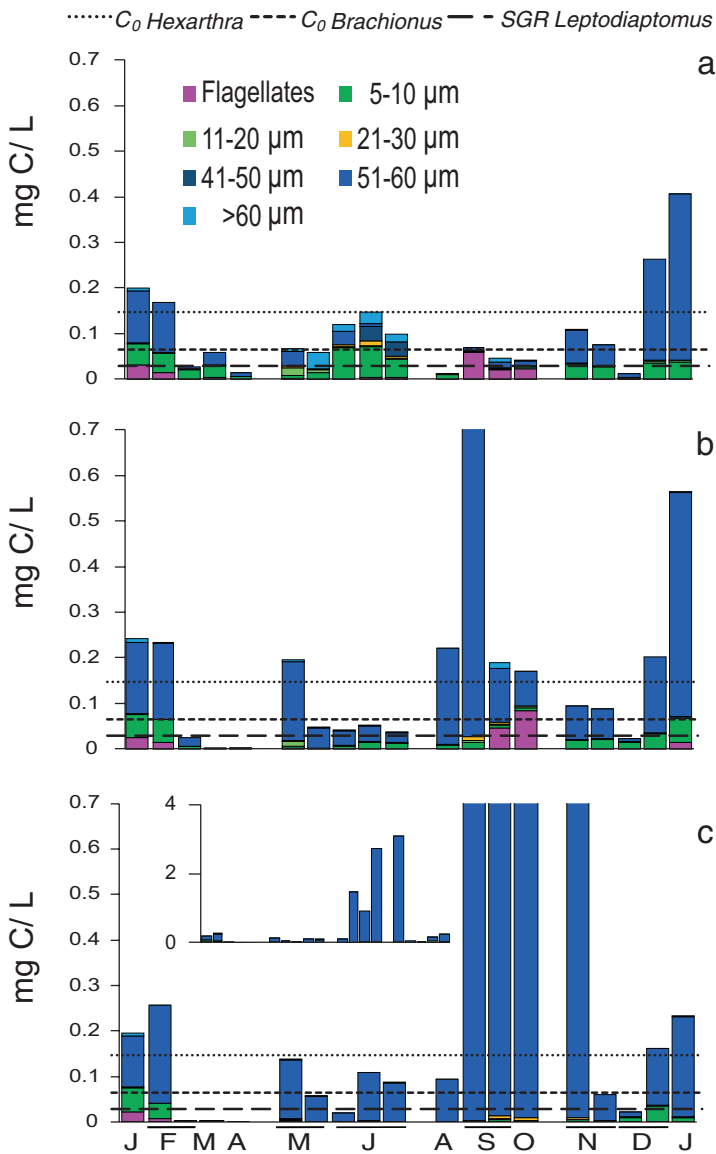 C0 Hexarthra C0 Brachionus SGR Leptodiaptomus
a
0.7
0.6
0.5
0.4
0.3
0.2
0.1
0
mg C/ L
Flagellates 5-10 µm
11-20 µm 21-30 µm
41-50 µm 51-60 µm
>60 µm
b
0.7
0.6
0.5
0.4
0.3
0.2
0.1
0
mg C/ L
c
0.7
0.6
0.5
0.4
0.3
0.2
0.1
0
mg C/ L
4
2
0
J F M A M J A S O N D J